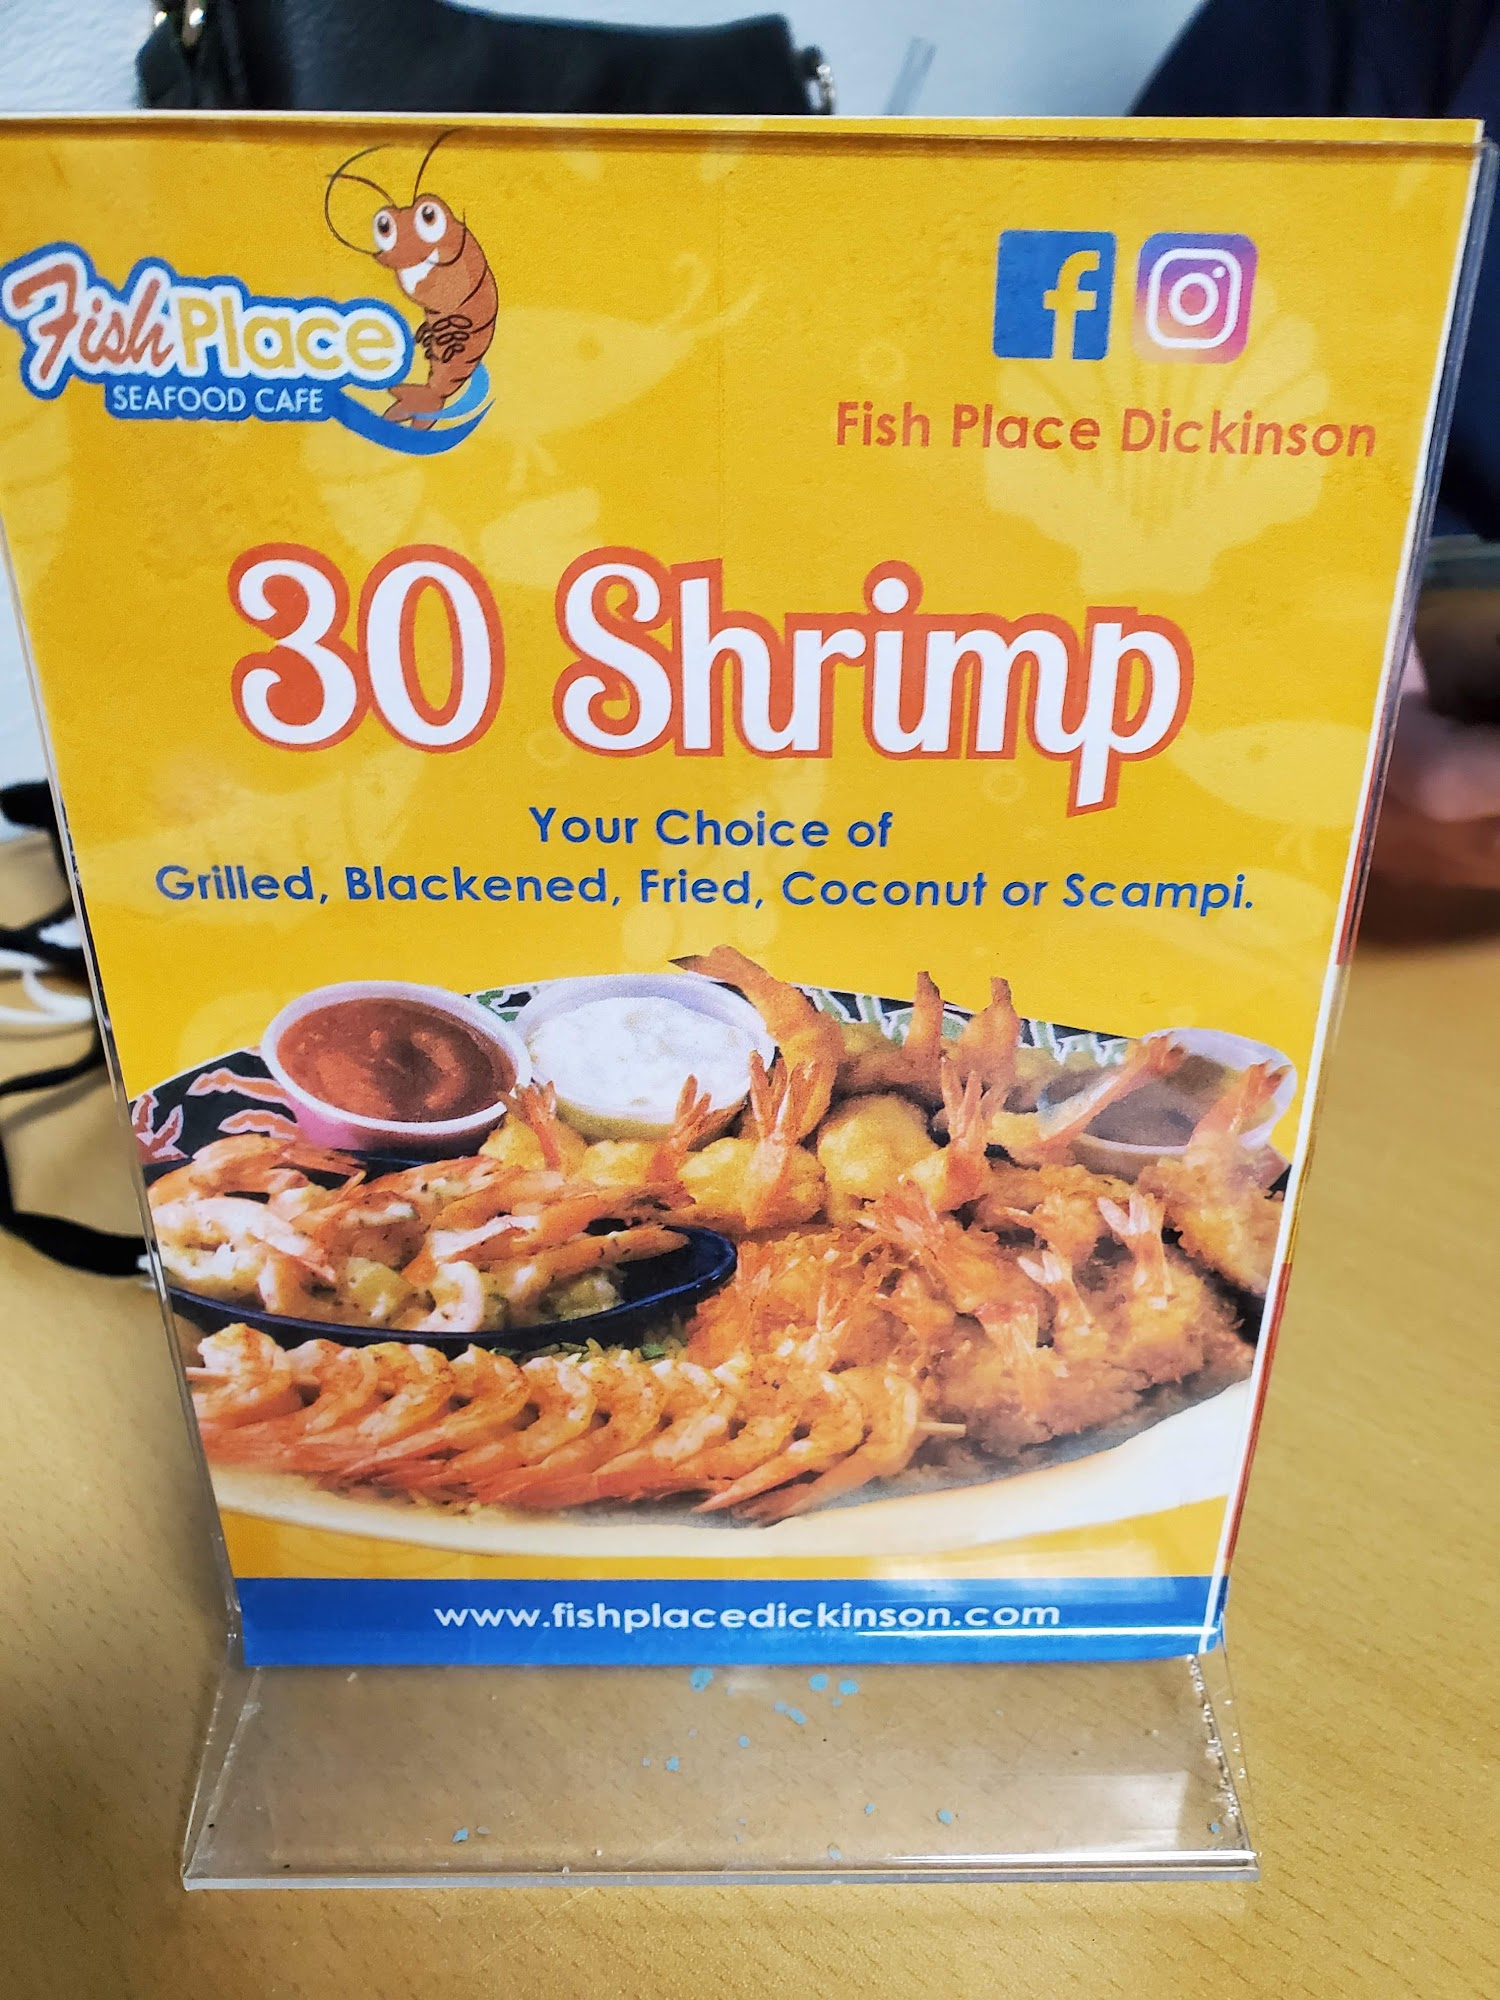 Fish Place
SEAFOOD CAFE
f
Fish Place Dickinson
30 Shrimp
Your Choice of
Grilled, Blackened, Fried, Coconut or Scampi.
www.fishplacedickinson.com